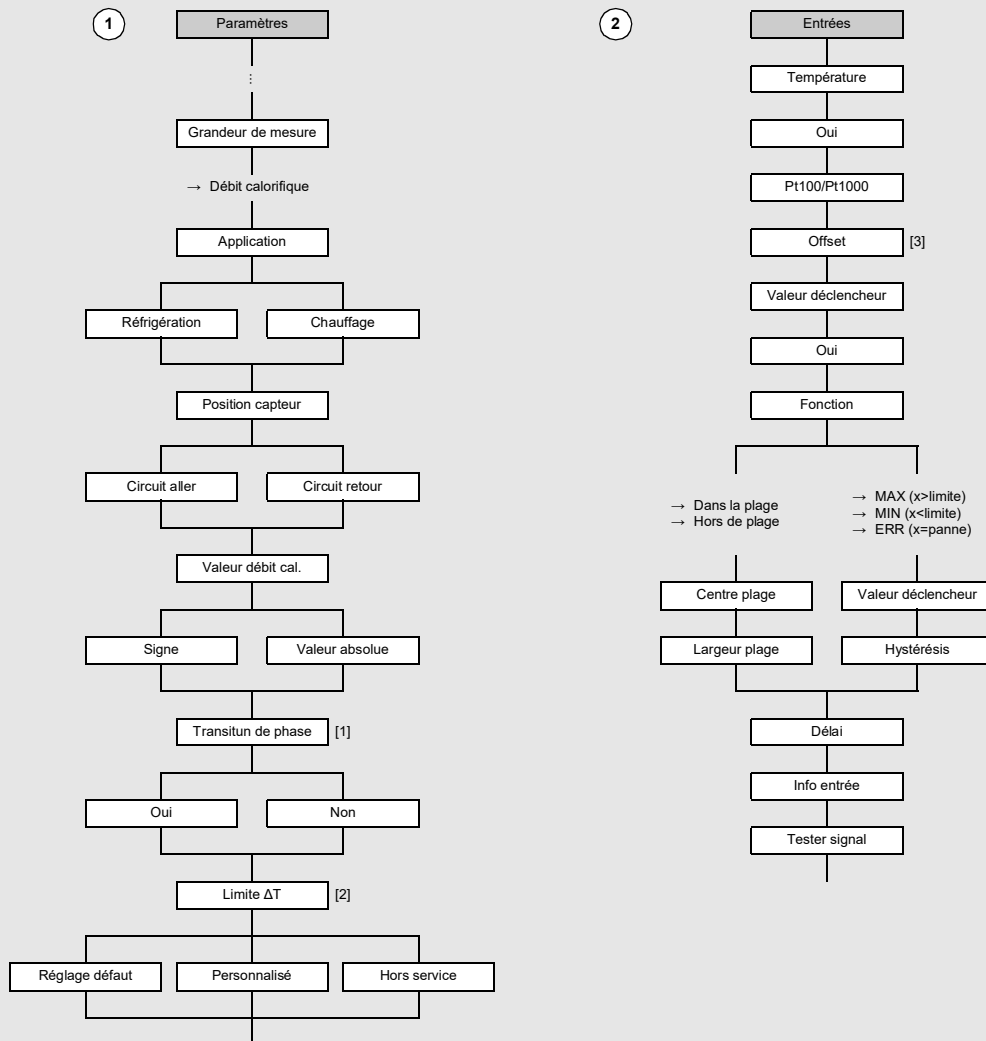 1
Paramètres
⋮
Grandeur de mesure
→ Débit calorifique
Application
Réfrigération
Chauffage
Position capteur
Circuit aller
Circuit retour
Valeur débit cal.
Signe
Valeur absolue
Transitun de phase [1]
Oui
Non
Limite ΔT [2]
Réglage défaut
Personnalisé
Hors service
2
Entrées
Température
Oui
Pt100/Pt1000
Offset [3]
Valeur déclencheur
Oui
Fonction
→ Dans la plage
→ Hors de plage
→ MAX (x>limite)
→ MIN (x<limite)
→ ERR (x=panne)
Centre plage
Valeur déclencheur
Largeur plage
Hystérésis
Délai
Info entrée
Tester signal